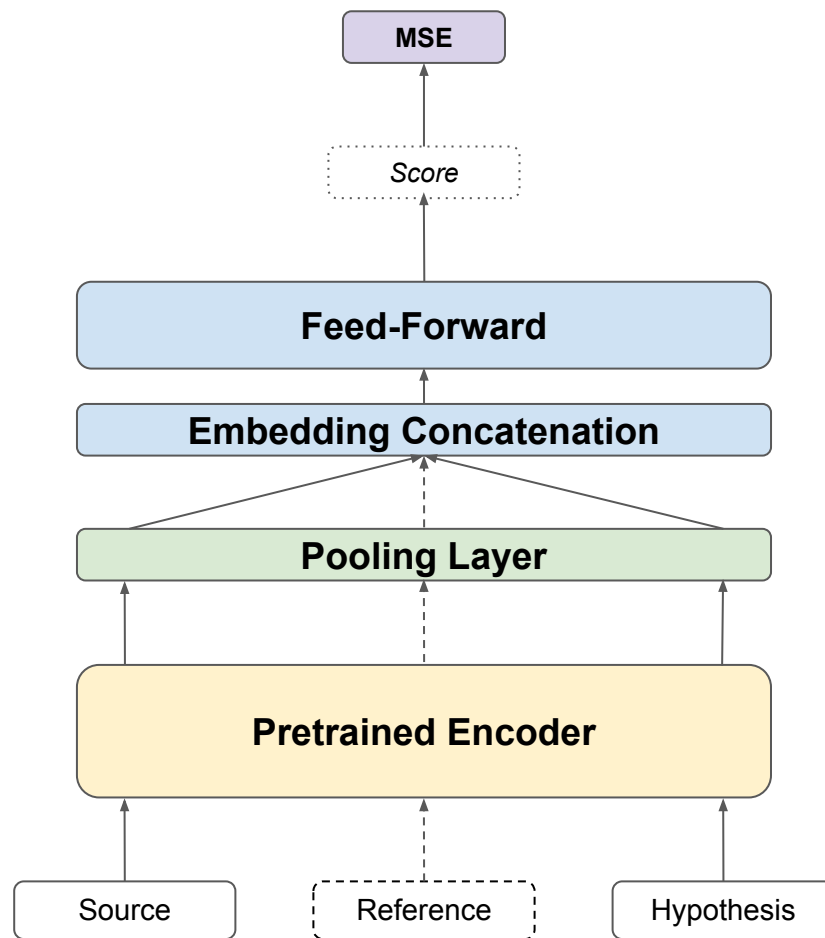 MSE
Score
Feed-Forward
Embedding Concatenation
Pooling Layer
Pretrained Encoder
Source
Reference
Hypothesis